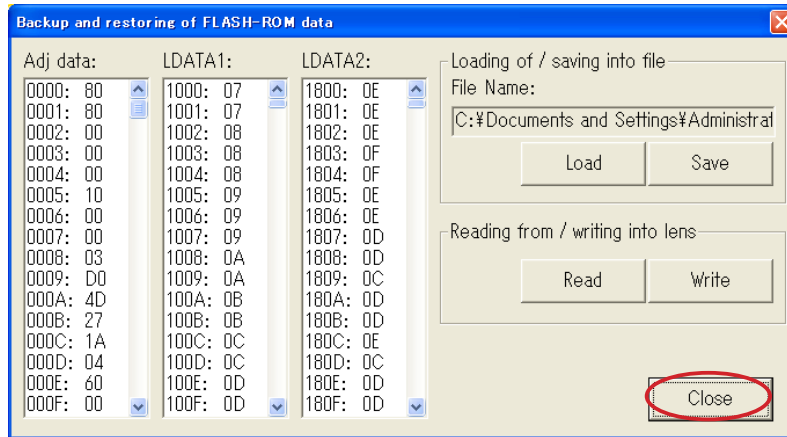 Backup and restoring of FLASH-ROM data
Adj data:
0000: 80
0001: 80
0002: 00
0003: 00
0004: 00
0005: 10
0006: 00
0007: 00
0008: 03
0009: D0
000A: 4D
000B: 27
000C: 1A
000D: 04
000E: 60
000F: 00
LDATA1:
1000: 07
1001: 07
1002: 08
1003: 08
1004: 08
1005: 09
1006: 09
1007: 09
1008: 0A
1009: 0A
100A: 0B
100B: 0B
100C: 0C
100D: 0C
100E: 0D
100F: 0D
LDATA2:
1800: 0E
1801: 0E
1802: 0E
1803: 0F
1804: 0F
1805: 0E
1806: 0E
1807: 0D
1808: 0D
1809: 0C
180A: 0D
180B: 0D
180C: 0E
180D: 0C
180E: 0D
180F: 0D
Loading of / saving into file
File Name:
C:¥Documents and Settings¥Administrat
Load
Save
Reading from / writing into lens
Read
Write
Close